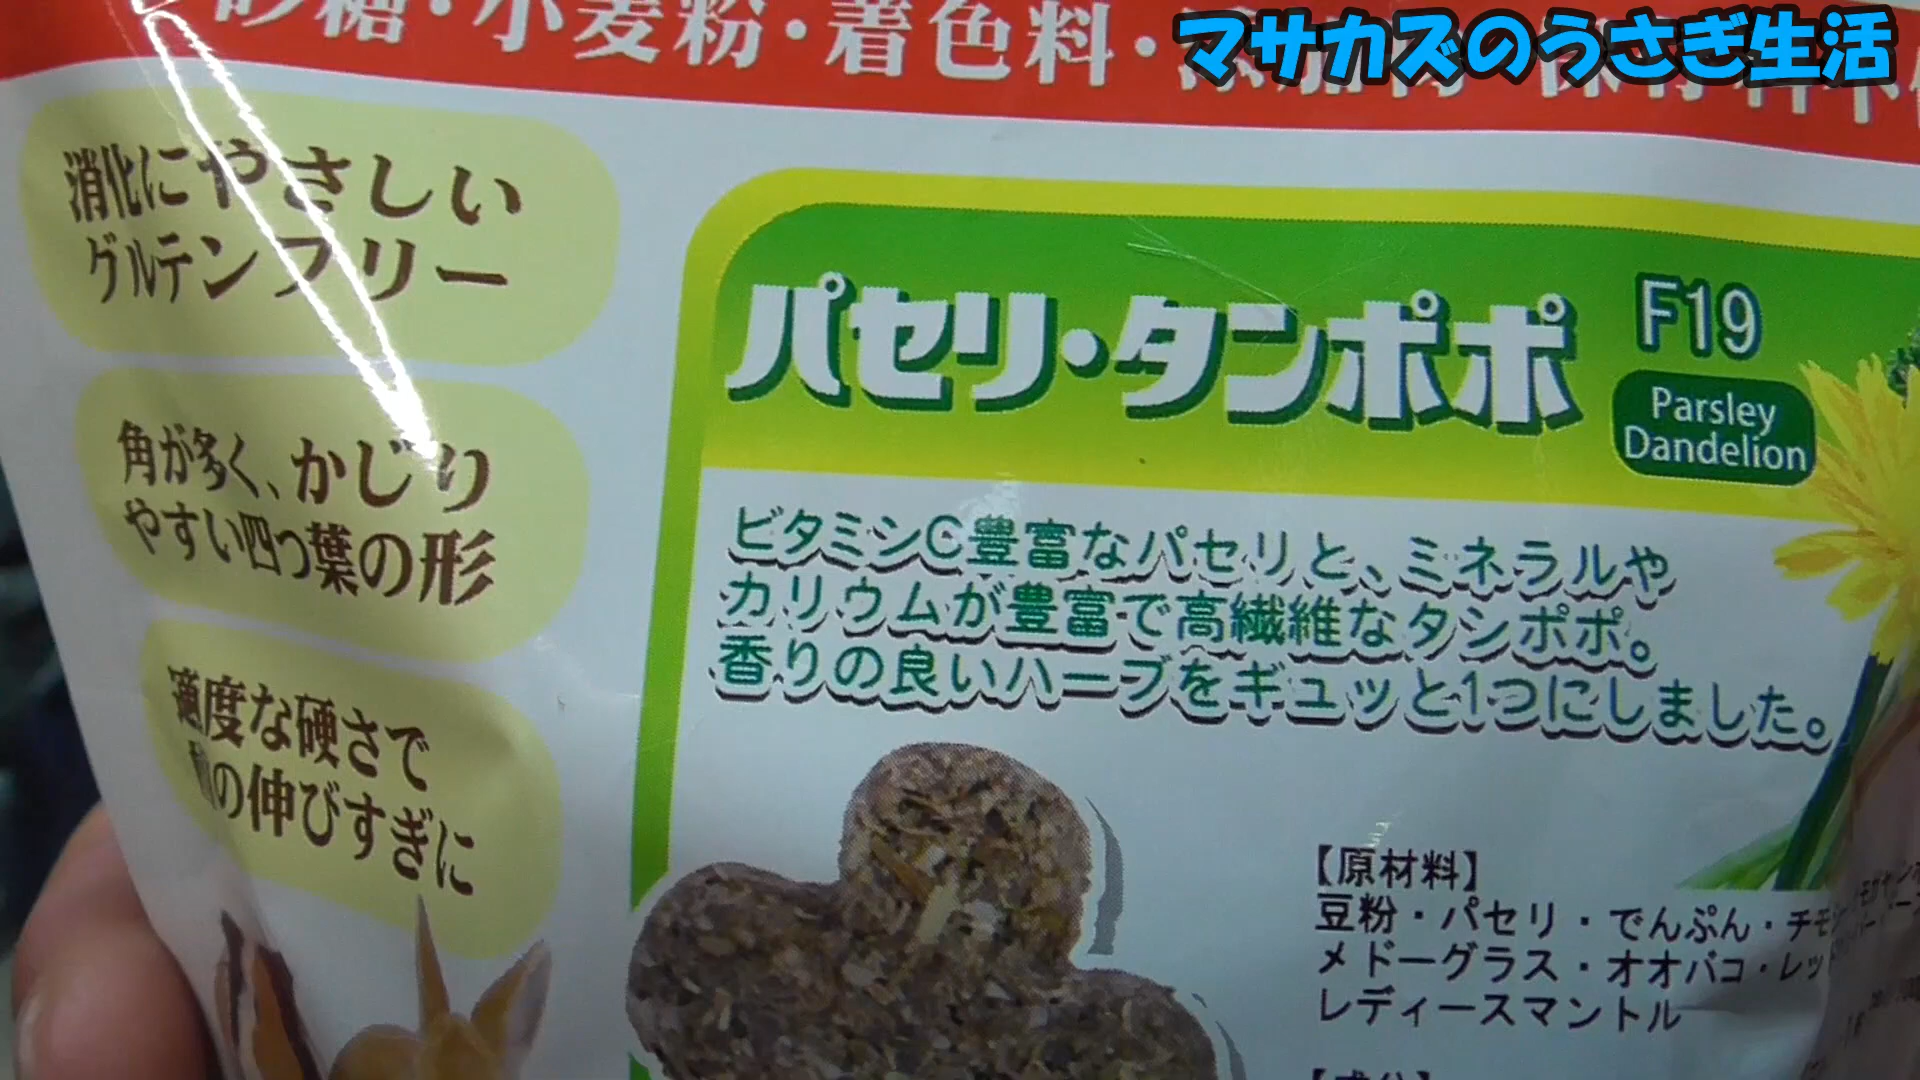 砂糖・小麦粉・着色料・
マサカズのうさぎ生活
消化にやさしい
グルテンフリー
角が多く、かじり
やすい四つ葉の形
適度な硬さで
の伸びすぎに
パセリ・タンポポ
F19
Parsley
Dandelion
ビタミンC豊富なパセリと、ミネラルや
カリウムが豊富で高繊維なタンポポ。
香りの良いハーブをギュッと1つにしました。
【原材料】
豆粉・パセリ・でんぷん・チモシー
メドーグラス・オオバコ・レッ
レディースマントル